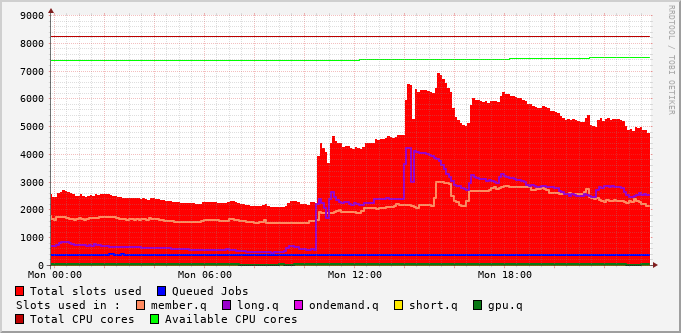 9000
8000
7000
6000
5000
4000
3000
2000
1000
0
Mon 00:00 Mon 06:00 Mon 12:00 Mon 18:00
Total slots used Queued Jobs
Slots used in : member.q long.q ondemand.q short.q gpu.q
Total CPU cores Available CPU cores
RRDTOOL / TOBI OETIKER